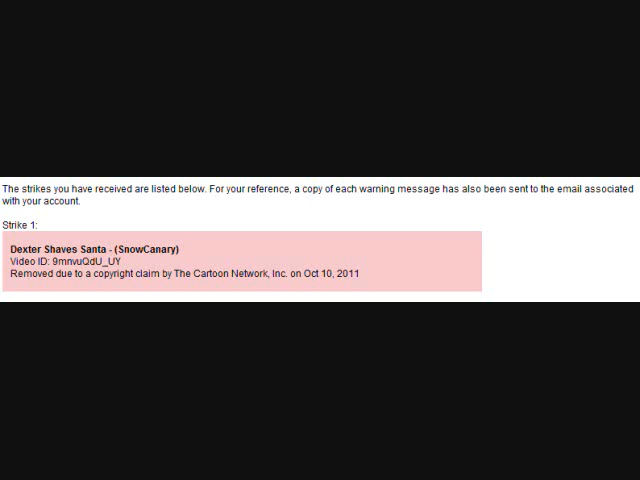 The strikes you have received are listed below. For your reference, a copy of each warning message has also been sent to the email associated
with your account.
Strike 1:
Dexter Shaves Santa - (SnowCanary)
Video ID: 9mnvuQdU_UY
Removed due to a copyright claim by The Cartoon Network, Inc. on Oct 10, 2011